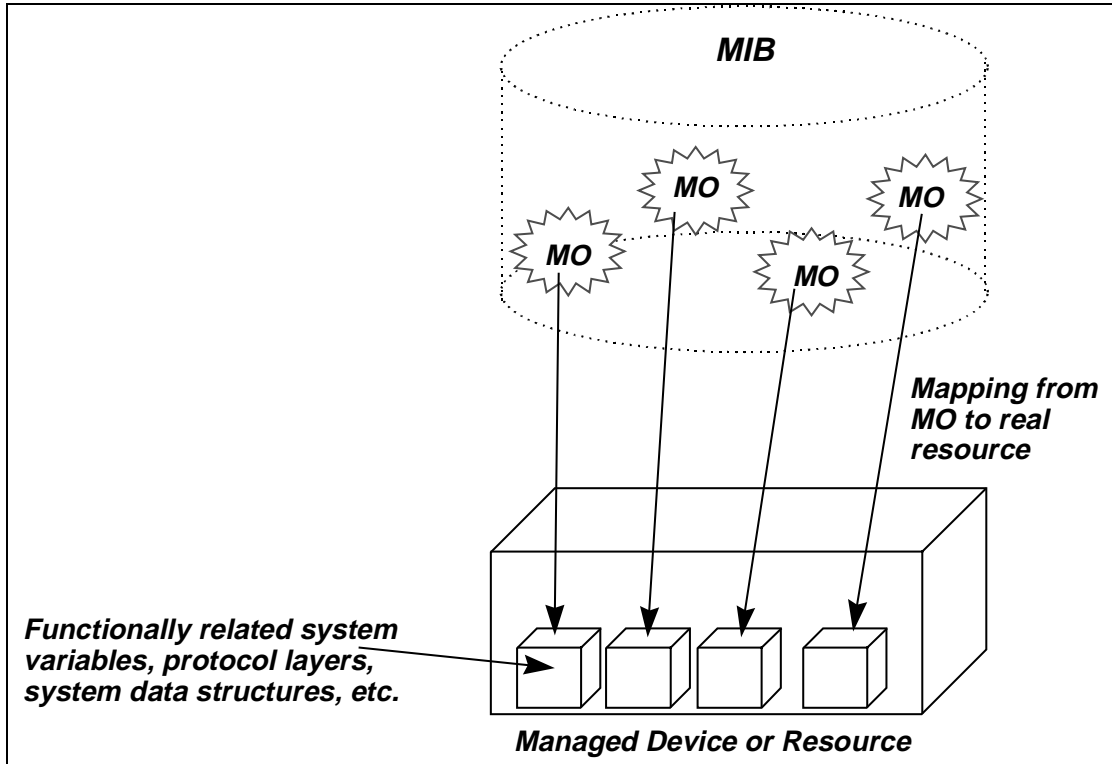 MIB
MO
MO
MO
MO
Mapping from
MO to real
resource
Functionally related system
variables, protocol layers,
system data structures, etc.
Managed Device or Resource